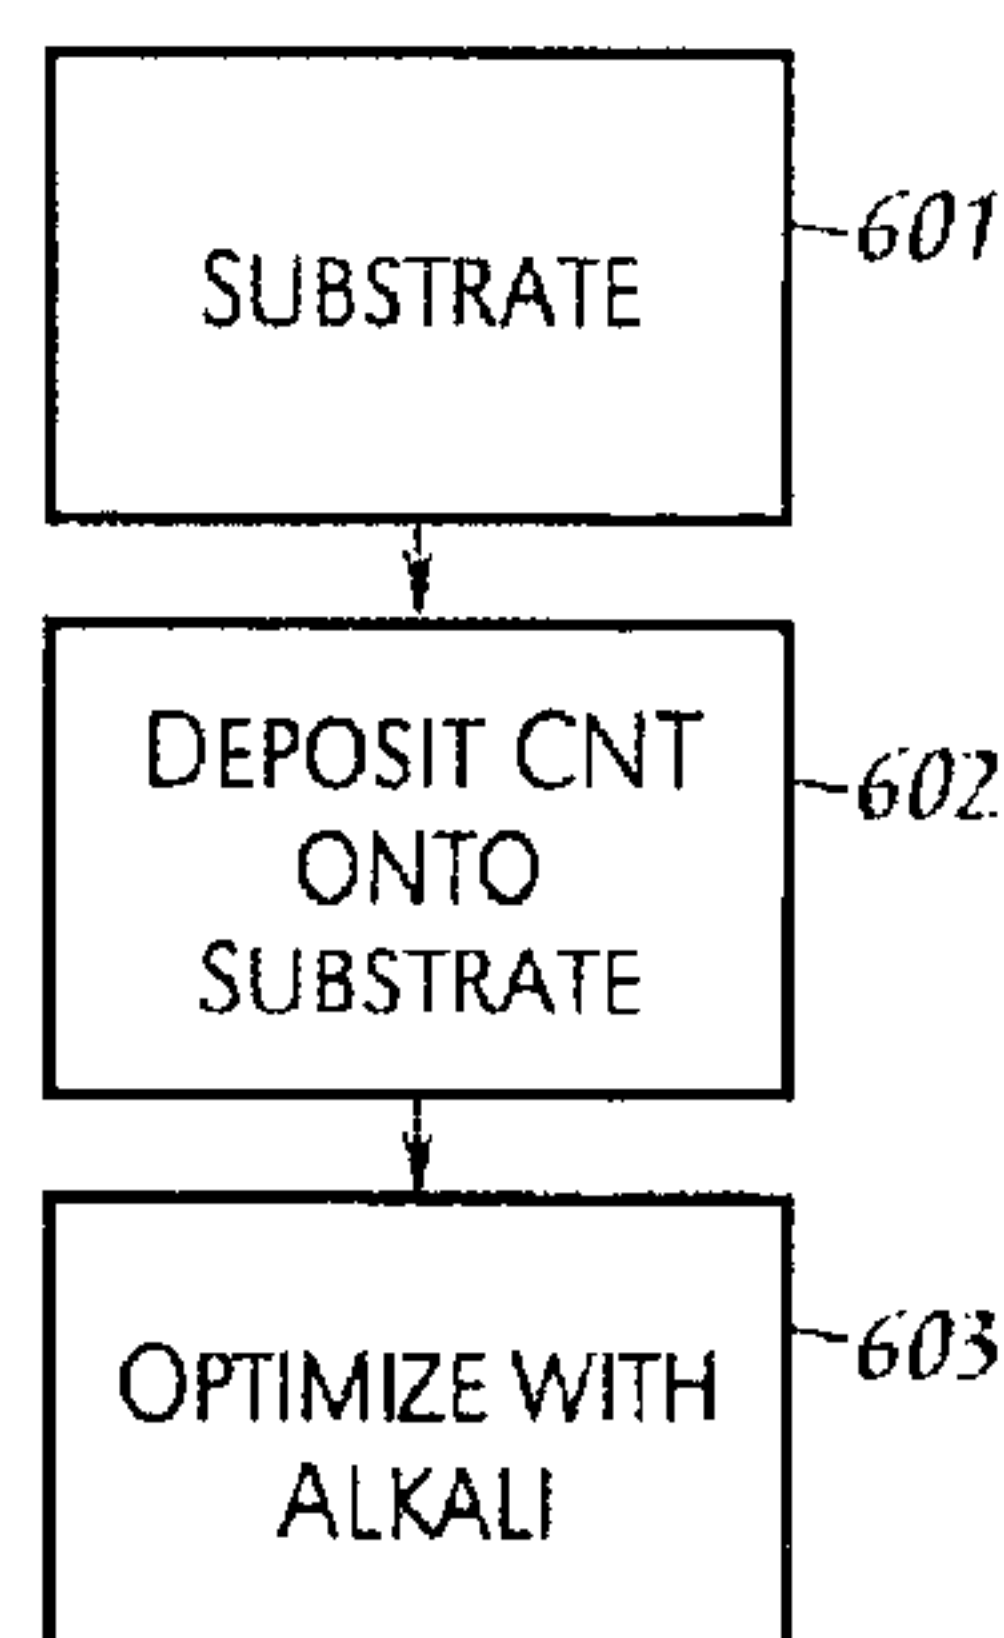 SUBSTRATE
601
DEPOSIT CNT
ONTO
SUBSTRATE
602
OPTIMIZE WITH
ALKALI
603